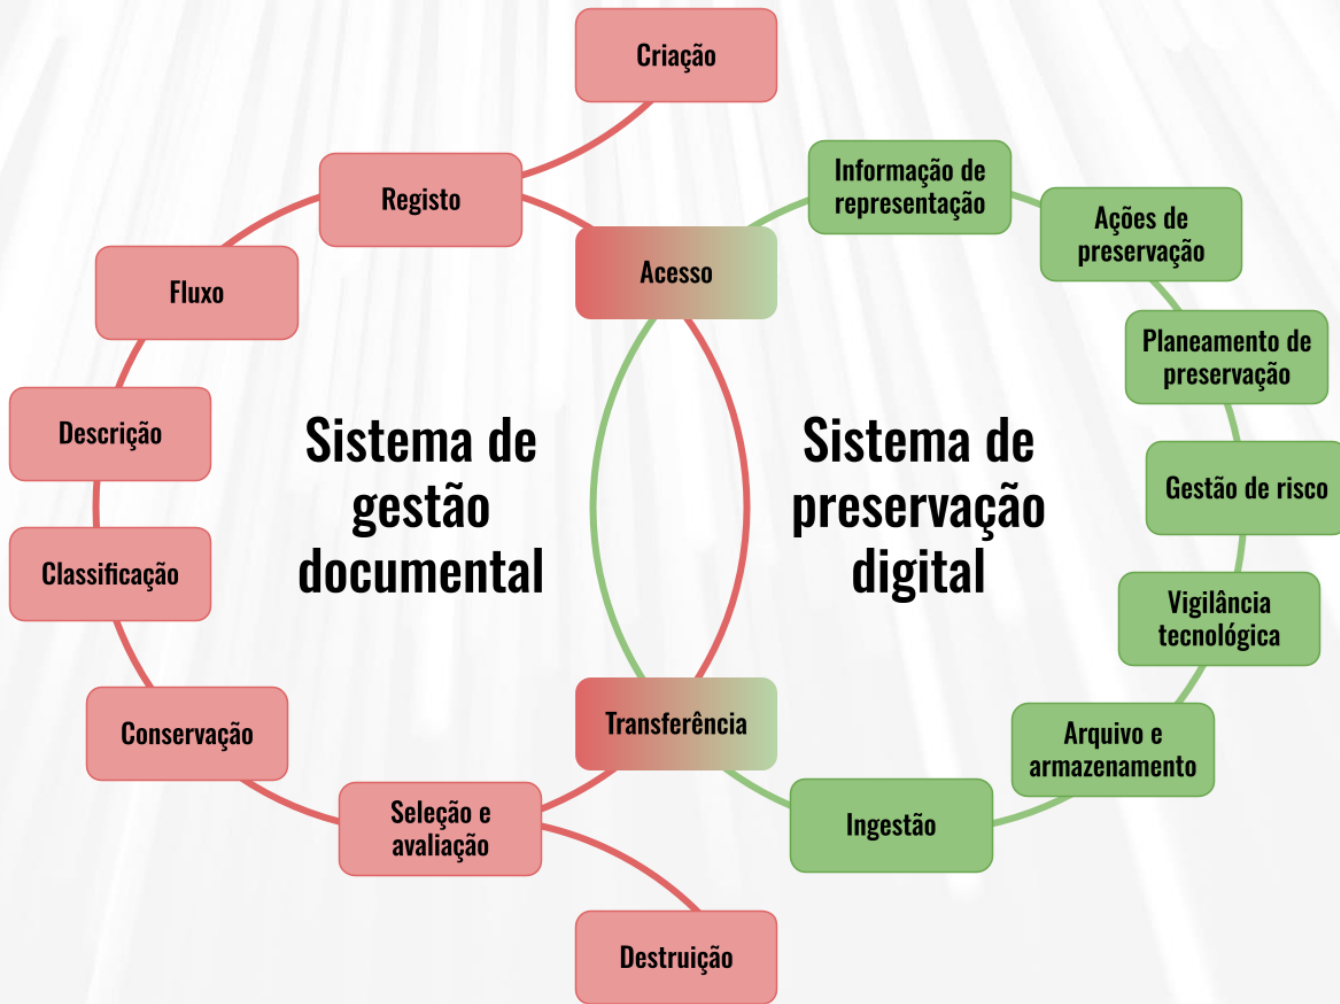 Criação
Registo
Informação de
representação
Ações de
preservação
Acesso
Fluxo
Planeamento de
preservação
Descrição
Sistema de
gestão
documental
Sistema de
preservação
digital
Gestão de risco
Classificação
Vigilância
tecnológica
Conservação
Transferência
Arquivo e
armazenamento
Seleção e
avaliação
Ingestão
Destruição